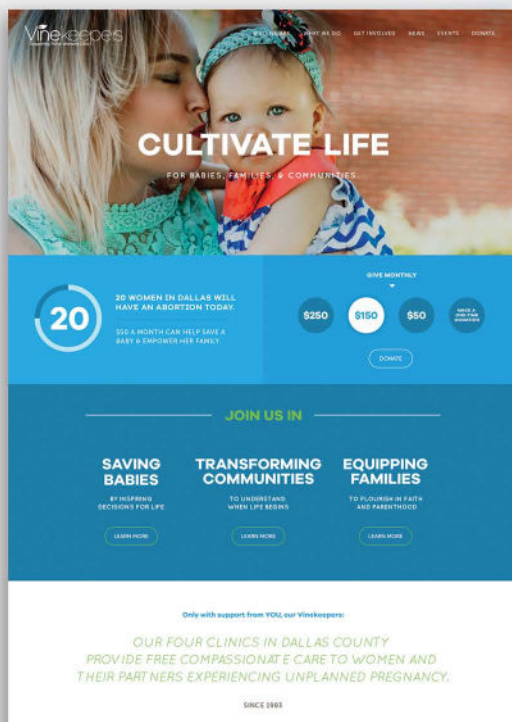 Vinekeepers
WHAT WE DO GET INVOLVED NEWS EVENTS DONATE
CULTIVATE LIFE
FOR BABIES, FAMILIES, & COMMUNITIES
20
20 WOMEN IN DALLAS WILL
HAVE AN ABORTION TODAY.
$50 A MONTH CAN HELP SAVE A
BABY & EMPOWER HER FAMILY.
GIVE MONTHLY
$250 $150 $50
MAKE A
ONE-TIME
DONATION
DONATE
JOIN US IN
SAVING
BABIES
BY INSPIRING
DECISIONS FOR LIFE
LEARN MORE
TRANSFORMING
COMMUNITIES
TO UNDERSTAND
WHEN LIFE BEGINS
LEARN MORE
EQUIPPING
FAMILIES
TO FLOURISH IN FAITH
AND PARENTHOOD
LEARN MORE
Only with support from YOU, our Vinekeepers:
OUR FOUR CLINICS IN DALLAS COUNTY
PROVIDE FREE COMPASSIONATE CARE TO WOMEN AND
THEIR PARTNERS EXPERIENCING UNPLANNED PREGNANCY.
SINCE 1993